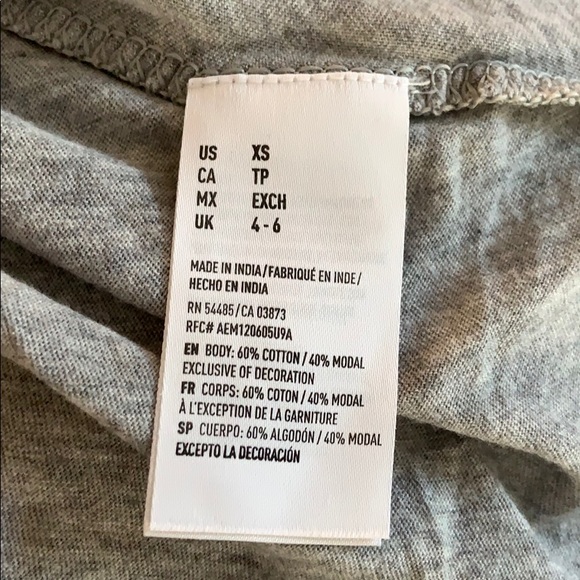 US XS
CA TP
MX EXCH
UK 4 - 6
MADE IN INDIA/FABRIQUÉ EN INDE/
HECHO EN INDIA
RN 54485/CA 03873
RFC# AEM120605U9A
EN BODY: 60% COTTON / 40% MODAL
EXCLUSIVE OF DECORATION
FR CORPS: 60% COTON / 40% MODAL
À L'EXCEPTION DE LA GARNITURE
SP CUERPO: 60% ALGODÓN / 40% MODAL
EXCEPTO LA DECORACIÓN